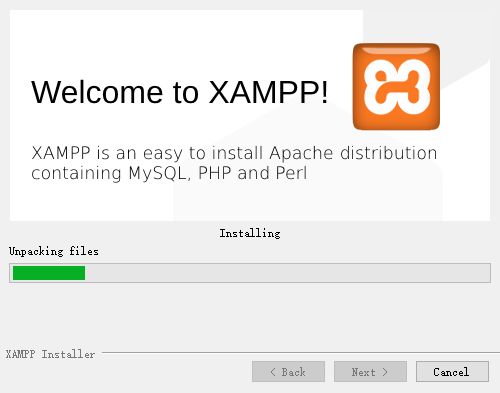 Welcome to XAMPP!
XAMPP is an easy to install Apache distribution
containing MySQL, PHP and Perl
Installing
Unpacking files
XAMPP Installer
< Back
Next >
Cancel